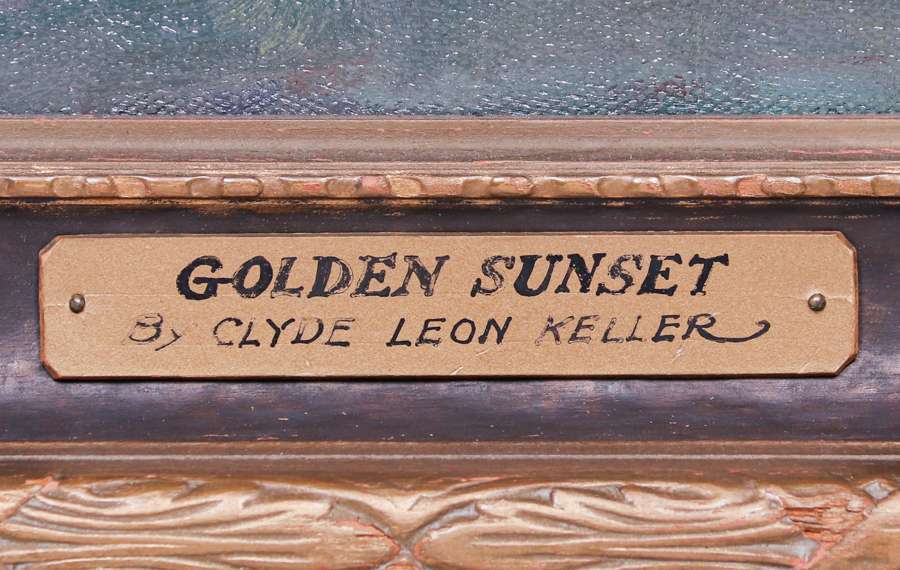 GOLDEN SUNSET
By CLYDE LEON KELLER